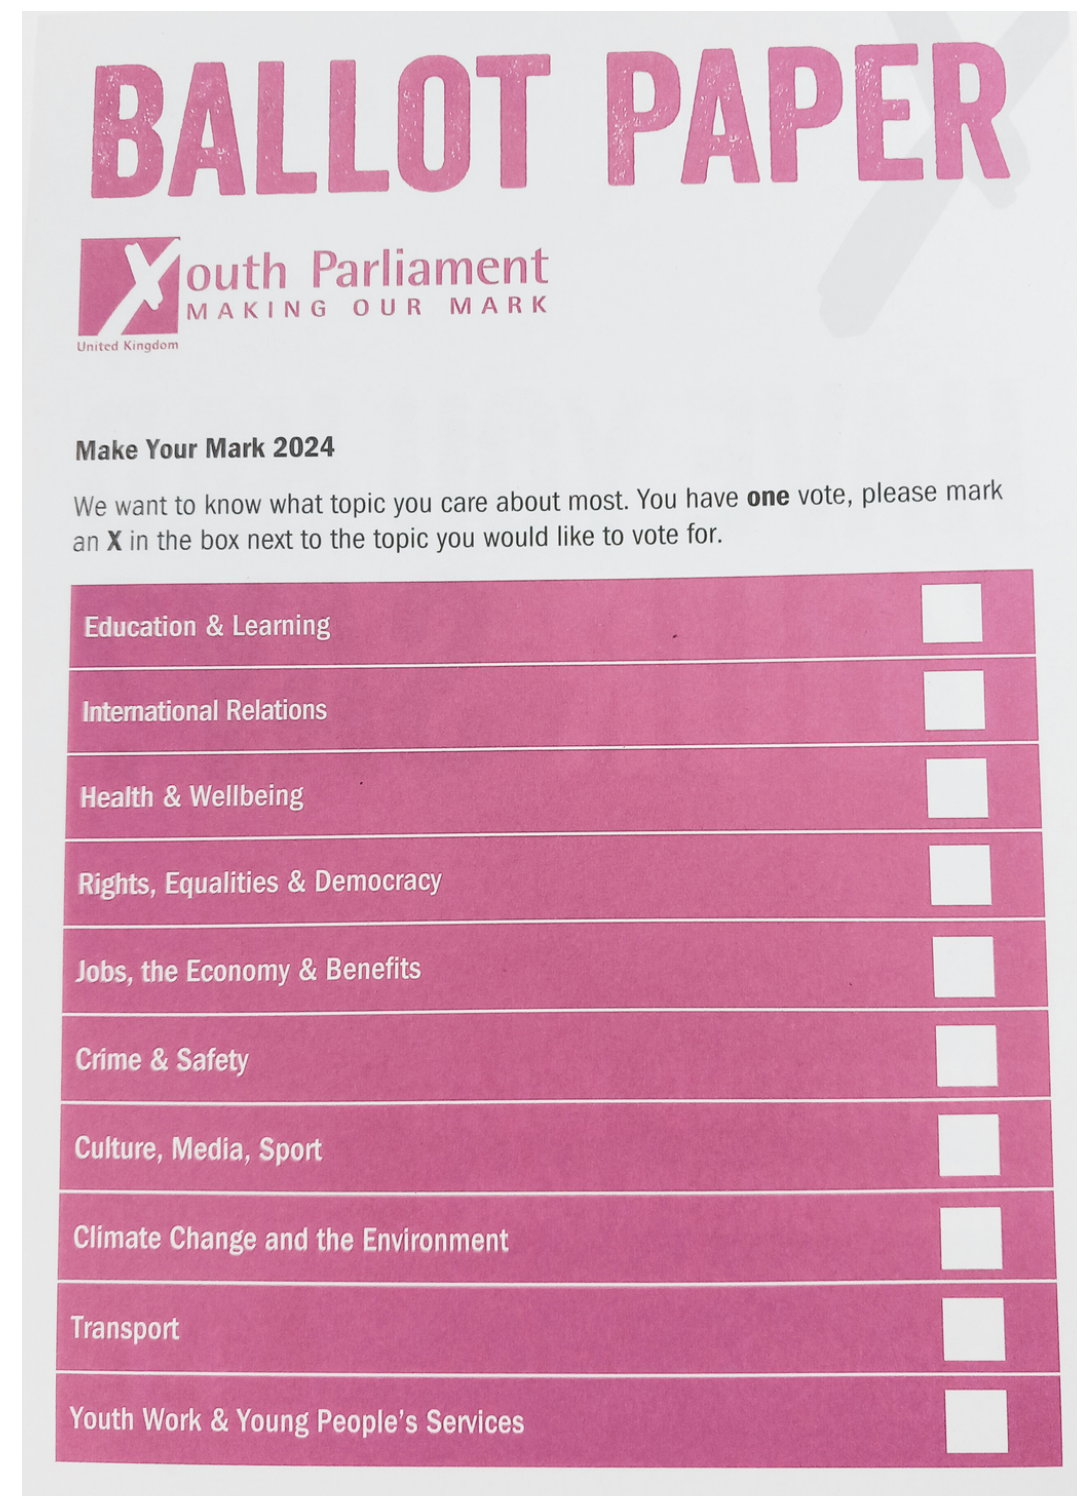 BALLOT PAPER
Youth Parliament
MAKING OUR MARK
United Kingdom
Make Your Mark 2024
We want to know what topic you care about most. You have one vote, please mark
an X in the box next to the topic you would like to vote for.
Education & Learning
International Relations
Health & Wellbeing
Rights, Equalities & Democracy
Jobs, the Economy & Benefits
Crime & Safety
Culture, Media, Sport
Climate Change and the Environment
Transport
Youth Work & Young People's Services